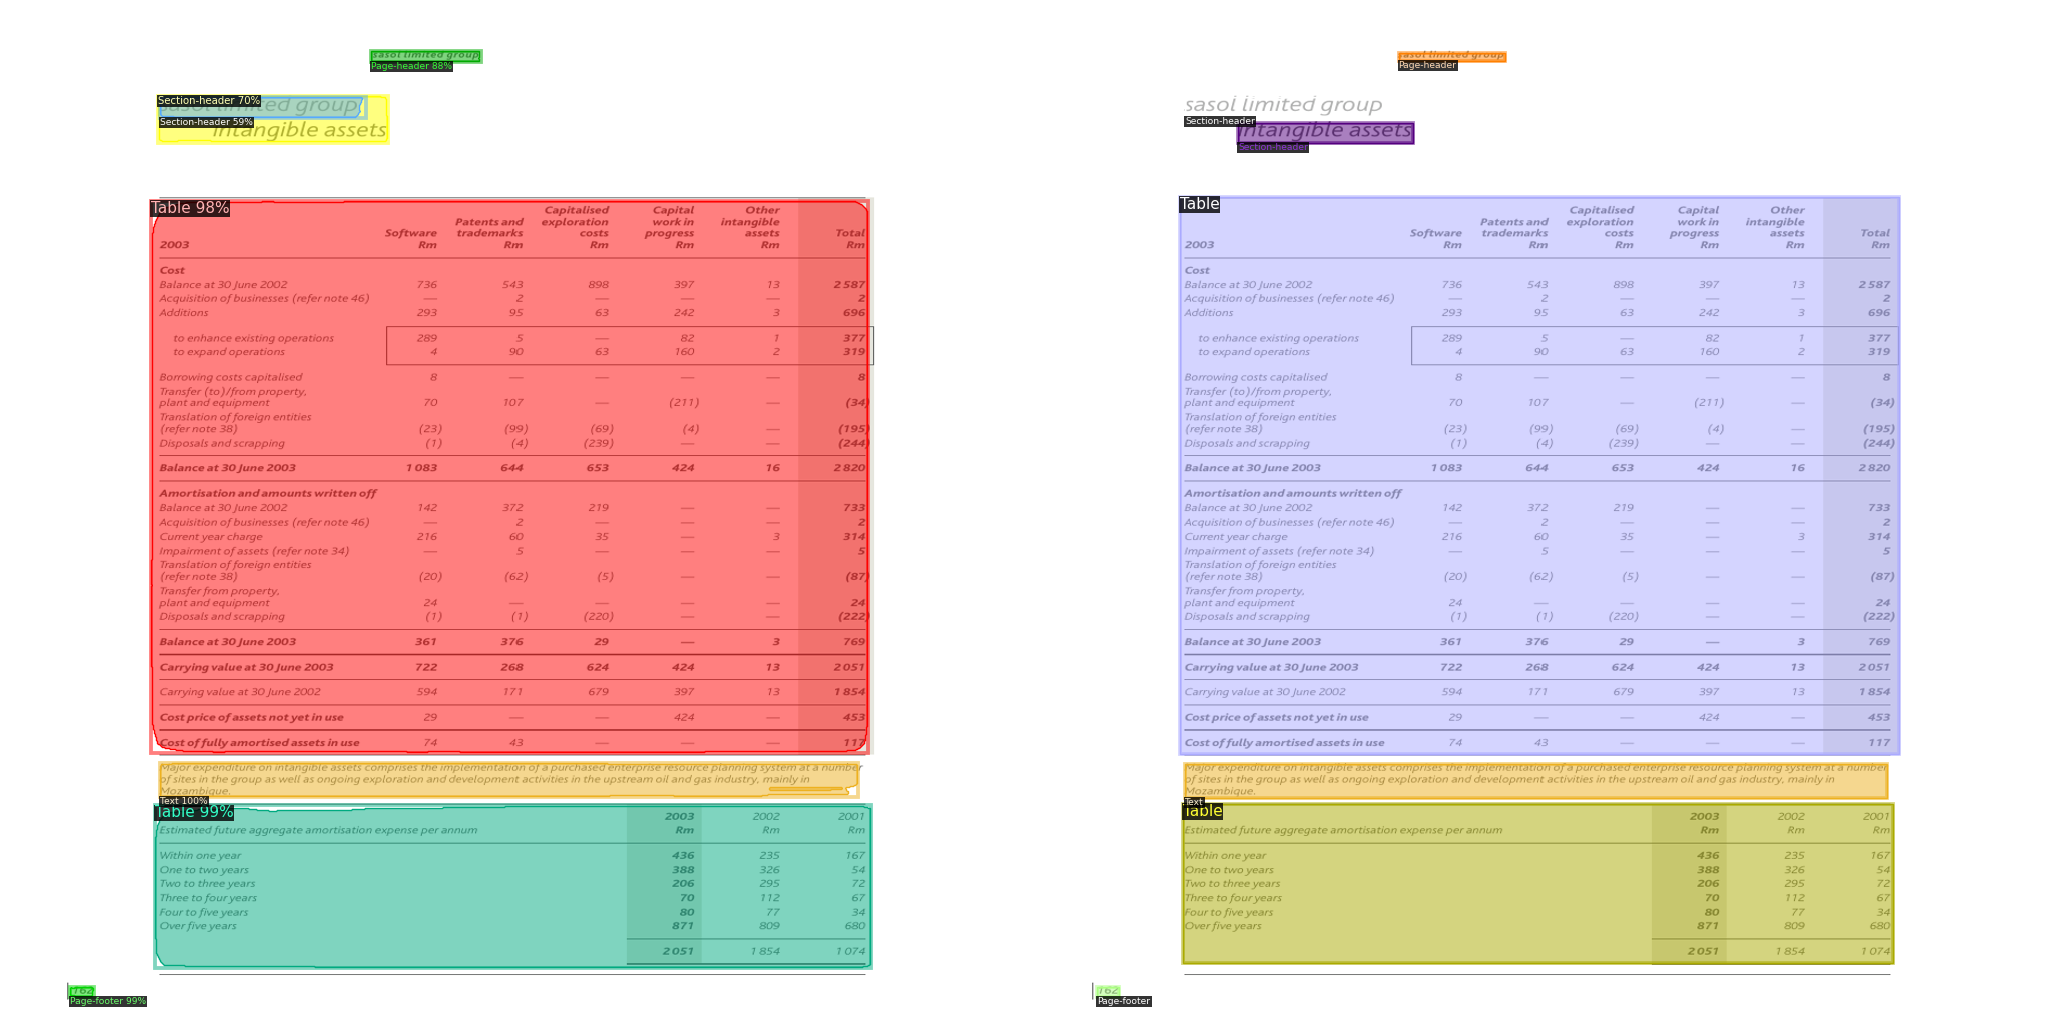 sasol limited group
Page-header 88%
Section-header 70%
sasol limited group
Section-header 59%
intangible assets
Table 98%
Capitalised Capital Other
Patents and exploration work in intangible
Software trademarks costs progress assets Total
2003 Rm Rm Rm Rm Rm Rm
Cost
Balance at 30 June 2002 736 543 898 397 13 2 587
Acquisition of businesses (refer note 46) — 2 — — — 2
Additions 293 95 63 242 3 696
to enhance existing operations 289 5 — 82 1 377
to expand operations 4 90 63 160 2 319
Borrowing costs capitalised 8 — — — — 8
Transfer (to)/from property,
plant and equipment 70 107 — (211) — (34)
Translation of foreign entities
(refer note 38) (23) (99) (69) (4) — (195)
Disposals and scrapping (1) (4) (239) — — (244)
Balance at 30 June 2003 1 083 644 653 424 16 2 820
Amortisation and amounts written off
Balance at 30 June 2002 142 372 219 — — 733
Acquisition of businesses (refer note 46) — 2 — — — 2
Current year charge 216 60 35 — 3 314
Impairment of assets (refer note 34) — 5 — — — 5
Translation of foreign entities
(refer note 38) (20) (62) (5) — — (87)
Transfer from property,
plant and equipment 24 — — — — 24
Disposals and scrapping (1) (1) (220) — — (222)
Balance at 30 June 2003 361 376 29 — 3 769
Carrying value at 30 June 2003 722 268 624 424 13 2 051
Carrying value at 30 June 2002 594 171 679 397 13 1 854
Cost price of assets not yet in use 29 — — 424 — 453
Cost of fully amortised assets in use 74 43 — — — 117
Major expenditure on intangible assets comprises the implementation of a purchased enterprise resource planning system at a number
of sites in the group as well as ongoing exploration and development activities in the upstream oil and gas industry, mainly in
Mozambique.
Text 100%
Table 99%
2003 2002 2001
Estimated future aggregate amortisation expense per annum Rm Rm Rm
Within one year 436 235 167
One to two years 388 326 54
Two to three years 206 295 72
Three to four years 70 112 67
Four to five years 80 77 34
Over five years 871 809 680
2 051 1 854 1 074
162
Page-footer 99%
sasol limited group
Page-header
sasol limited group
Section-header
intangible assets
Section-header
Table
Capitalised Capital Other
Patents and exploration work in intangible
Software trademarks costs progress assets Total
2003 Rm Rm Rm Rm Rm Rm
Cost
Balance at 30 June 2002 736 543 898 397 13 2 587
Acquisition of businesses (refer note 46) — 2 — — — 2
Additions 293 95 63 242 3 696
to enhance existing operations 289 5 — 82 1 377
to expand operations 4 90 63 160 2 319
Borrowing costs capitalised 8 — — — — 8
Transfer (to)/from property,
plant and equipment 70 107 — (211) — (34)
Translation of foreign entities
(refer note 38) (23) (99) (69) (4) — (195)
Disposals and scrapping (1) (4) (239) — — (244)
Balance at 30 June 2003 1 083 644 653 424 16 2 820
Amortisation and amounts written off
Balance at 30 June 2002 142 372 219 — — 733
Acquisition of businesses (refer note 46) — 2 — — — 2
Current year charge 216 60 35 — 3 314
Impairment of assets (refer note 34) — 5 — — — 5
Translation of foreign entities
(refer note 38) (20) (62) (5) — — (87)
Transfer from property,
plant and equipment 24 — — — — 24
Disposals and scrapping (1) (1) (220) — — (222)
Balance at 30 June 2003 361 376 29 — 3 769
Carrying value at 30 June 2003 722 268 624 424 13 2 051
Carrying value at 30 June 2002 594 171 679 397 13 1 854
Cost price of assets not yet in use 29 — — 424 — 453
Cost of fully amortised assets in use 74 43 — — — 117
Major expenditure on intangible assets comprises the implementation of a purchased enterprise resource planning system at a number
of sites in the group as well as ongoing exploration and development activities in the upstream oil and gas industry, mainly in
Mozambique.
Text
Table
2003 2002 2001
Estimated future aggregate amortisation expense per annum Rm Rm Rm
Within one year 436 235 167
One to two years 388 326 54
Two to three years 206 295 72
Three to four years 70 112 67
Four to five years 80 77 34
Over five years 871 809 680
2 051 1 854 1 074
162
Page-footer